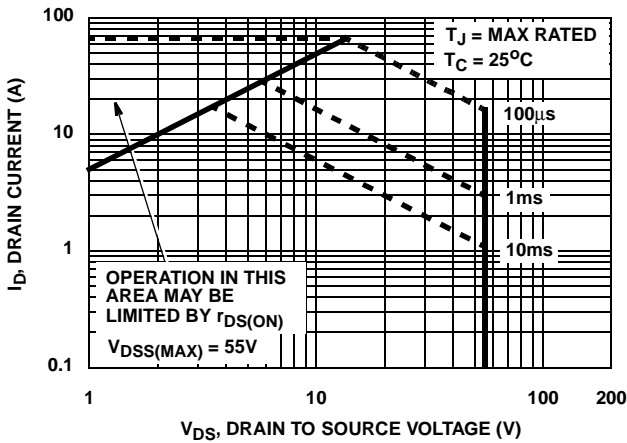 100
10
1
0.1
I_D, DRAIN CURRENT (A)
T_J = MAX RATED
T_C = 25°C
100μs
1ms
10ms
OPERATION IN THIS
AREA MAY BE
LIMITED BY r_DS(ON)
V_DSS(MAX) = 55V
1
10
100
200
V_DS, DRAIN TO SOURCE VOLTAGE (V)